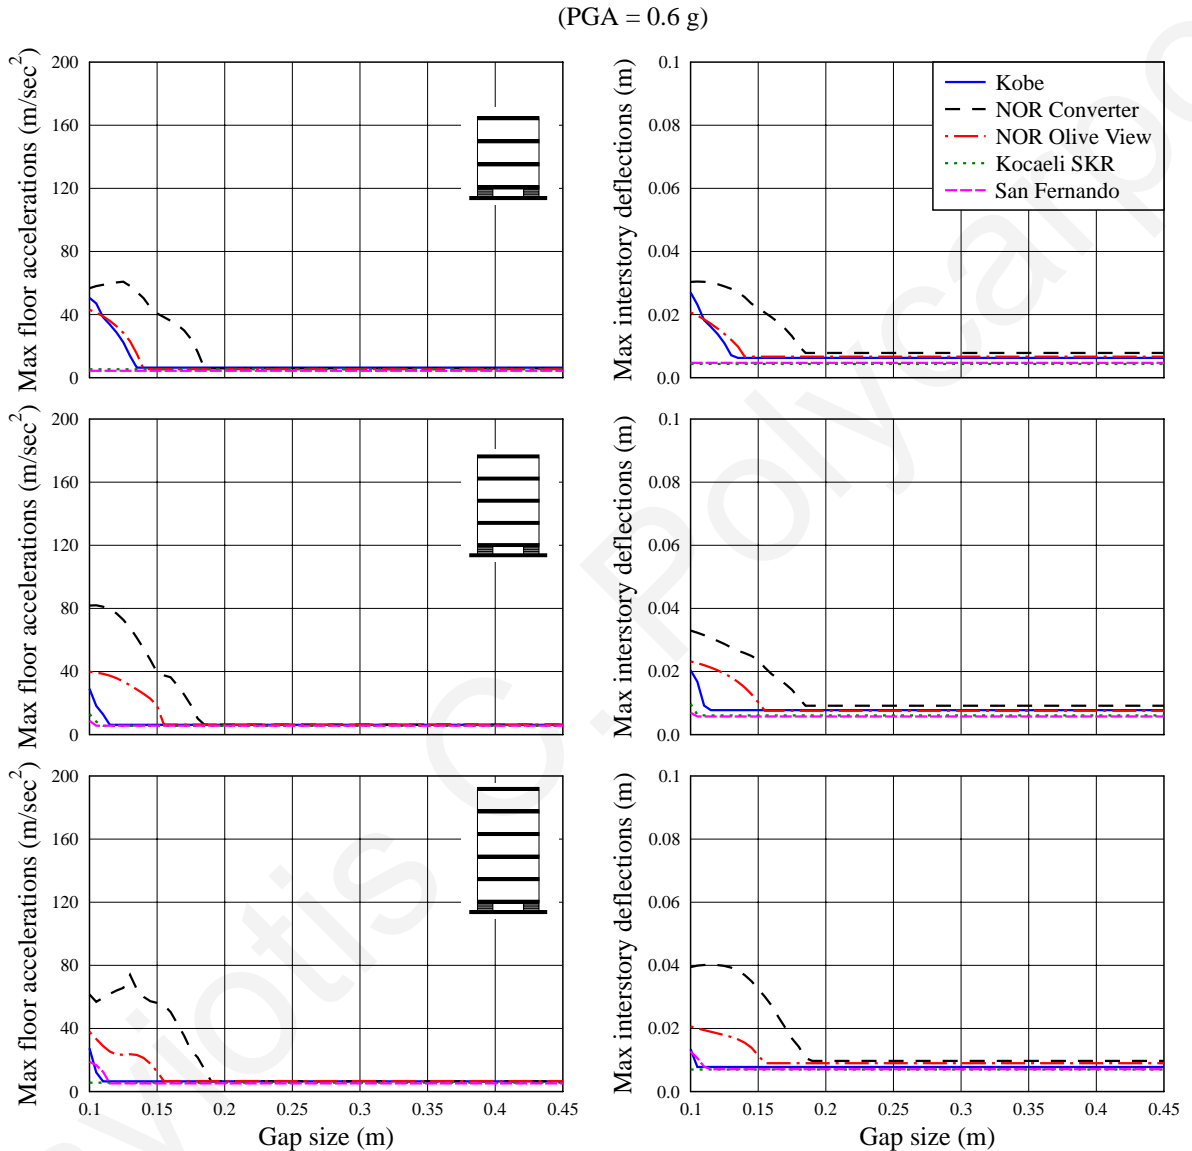 (PGA = 0.6 g)
Max floor accelerations (m/sec²)
200
160
120
80
40
0
Max interstory deflections (m)
0.1
0.08
0.06
0.04
0.02
0.0
Kobe
NOR Converter
NOR Olive View
Kocaeli SKR
San Fernando
Max floor accelerations (m/sec²)
200
160
120
80
40
0
Max interstory deflections (m)
0.1
0.08
0.06
0.04
0.02
0.0
Max floor accelerations (m/sec²)
200
160
120
80
40
0
0.1 0.15 0.2 0.25 0.3 0.35 0.4 0.45
Gap size (m)
Max interstory deflections (m)
0.1
0.08
0.06
0.04
0.02
0.0
0.1 0.15 0.2 0.25 0.3 0.35 0.4 0.45
Gap size (m)
C. Polycarpo